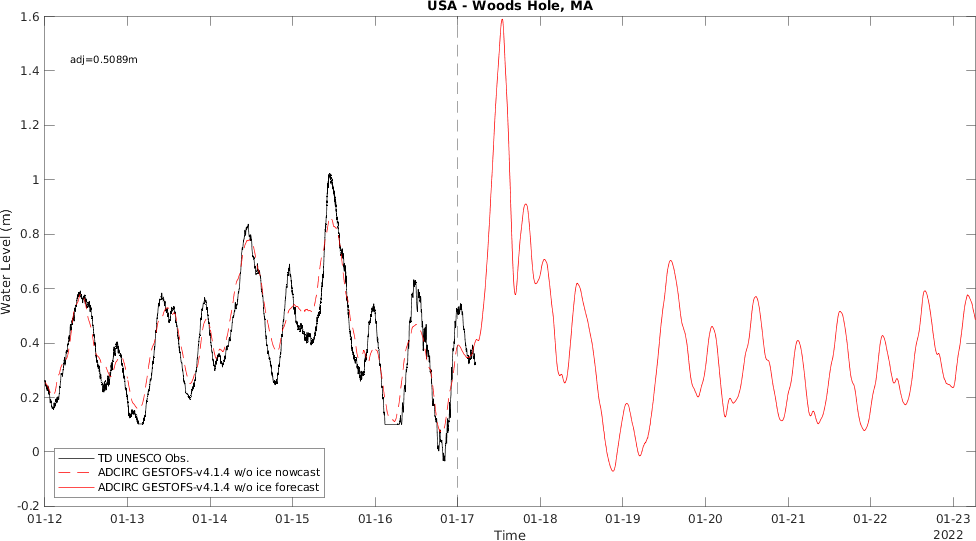 USA - Woods Hole, MA
adj=0.5089m
Water Level (m)
1.6
1.4
1.2
1
0.8
0.6
0.4
0.2
0
-0.2
TD UNESCO Obs.
ADCIRC GESTOFS-v4.1.4 w/o ice nowcast
ADCIRC GESTOFS-v4.1.4 w/o ice forecast
01-12 01-13 01-14 01-15 01-16 01-17 01-18 01-19 01-20 01-21 01-22 01-23
Time
2022